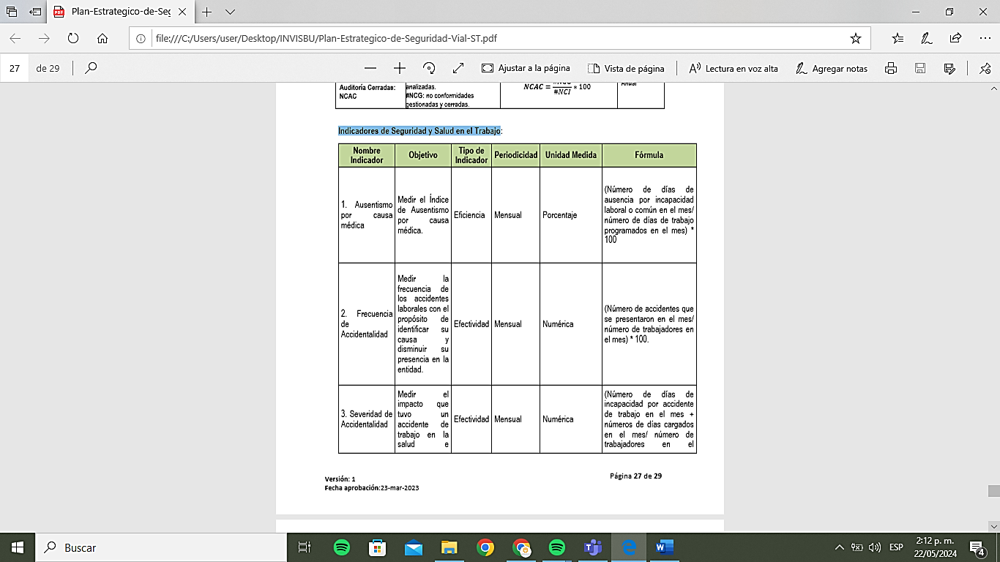 Plan-Estrategico-de-Seg
file:///C:/Users/user/Desktop/INVISBU/Plan-Estrategico-de-Seguridad-Vial-ST.pdf
27 de 29
Ajustar a la página
Vista de página
Lectura en voz alta
Agregar notas
Auditoría Cerradas:
NCAC
analizadas.
#NCG: no conformidades
gestionadas y cerradas.
NCAC = #NCG/#NCI * 100
Anual
Indicadores de Seguridad y Salud en el Trabajo:
Nombre
Indicador
Objetivo
Tipo de
Indicador
Periodicidad
Unidad Medida
Fórmula
1. Ausentismo
por causa
médica
Medir el Índice
de Ausentismo
por causa
médica.
Eficiencia
Mensual
Porcentaje
(Número de días de
ausencia por incapacidad
laboral o común en el mes/
número de días de trabajo
programados en el mes) *
100
2. Frecuencia
de
Accidentalidad
Medir la
frecuencia de
los accidentes
laborales con el
propósito de
identificar su
causa y
disminuir su
presencia en la
entidad.
Efectividad
Mensual
Numérica
(Número de accidentes que
se presentaron en el mes/
número de trabajadores en
el mes) * 100.
3. Severidad de
Accidentalidad
Medir el
impacto que
tuvo un
accidente de
trabajo en la
salud e
Efectividad
Mensual
Numérica
(Número de días de
incapacidad por accidente
de trabajo en el mes +
números de días cargados
en el mes/ número de
trabajadores en el
Versión: 1
Fecha aprobación:23-mar-2023
Página 27 de 29
Buscar
ESP
2:12 p. m.
22/05/2024
4